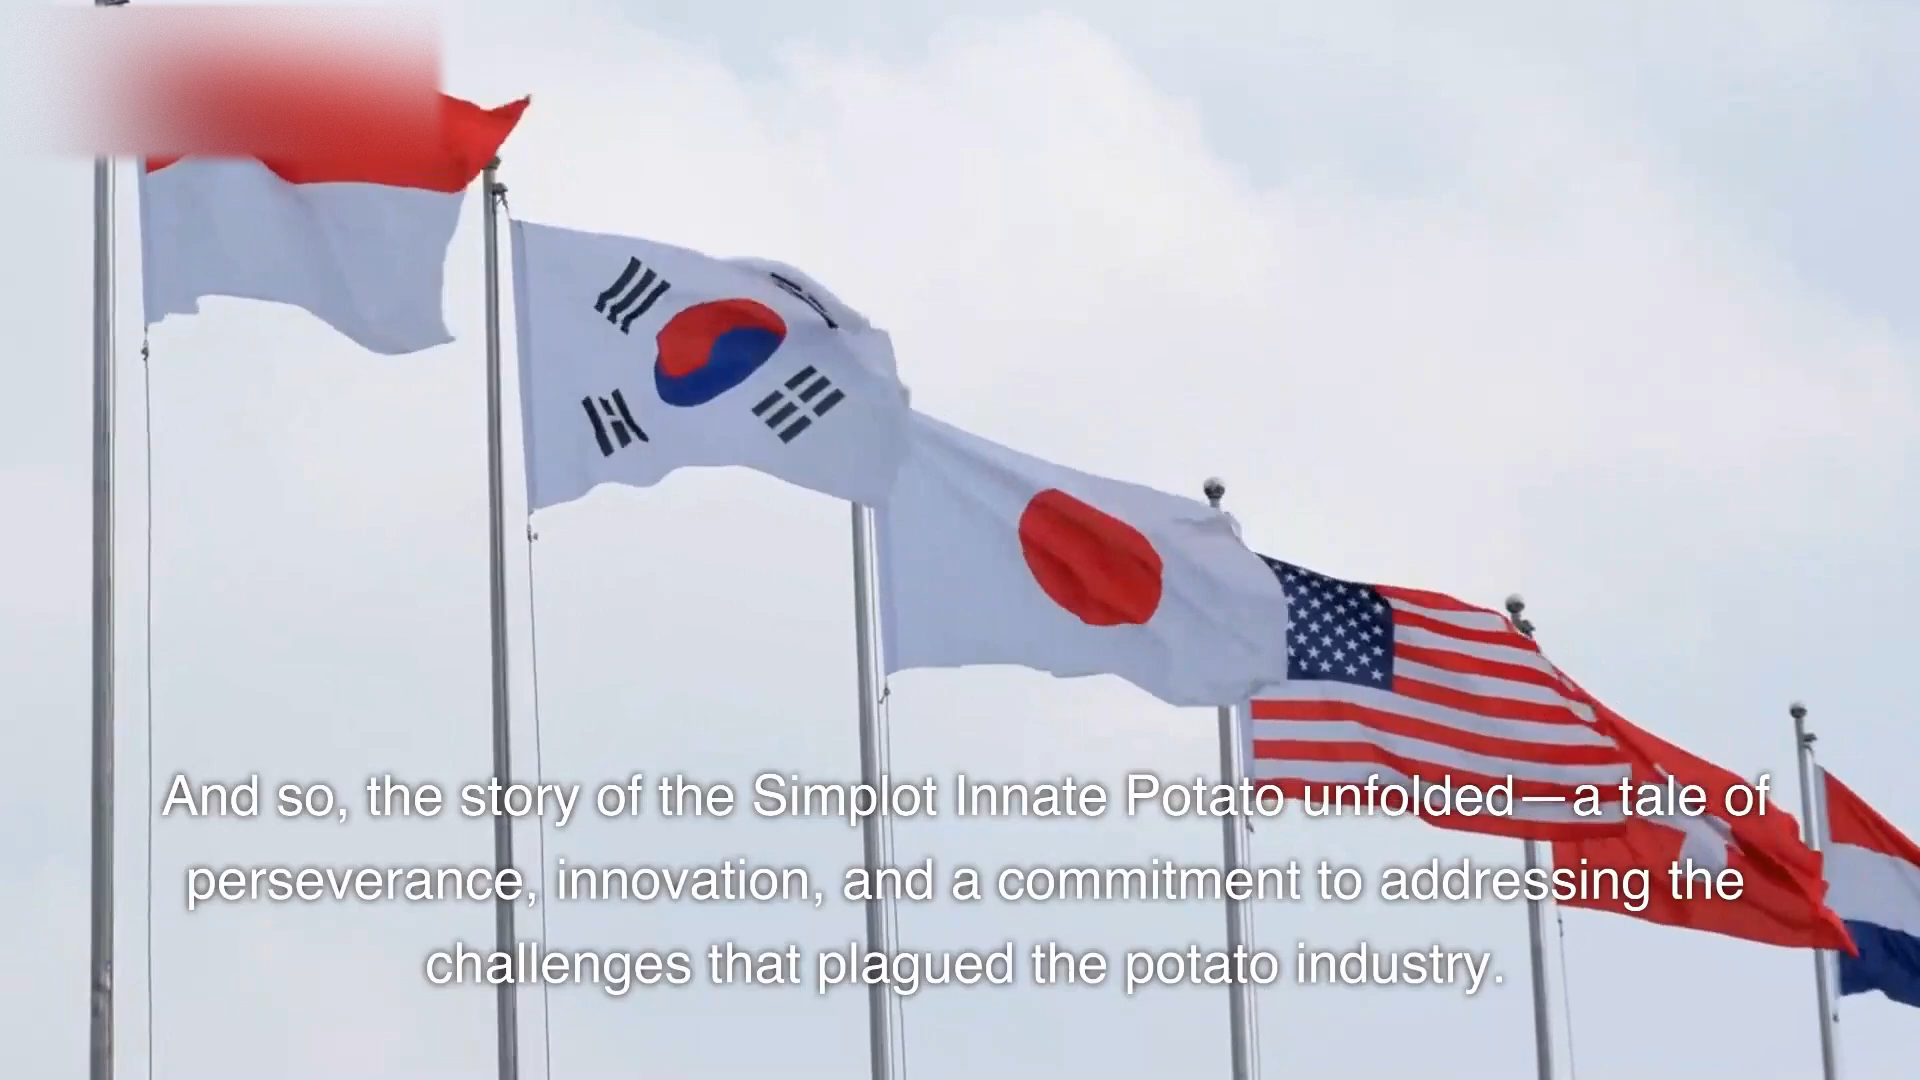 And so, the story of the Simplot Innate Potato unfolded—a tale of
perseverance, innovation, and a commitment to addressing the
challenges that plagued the potato industry.